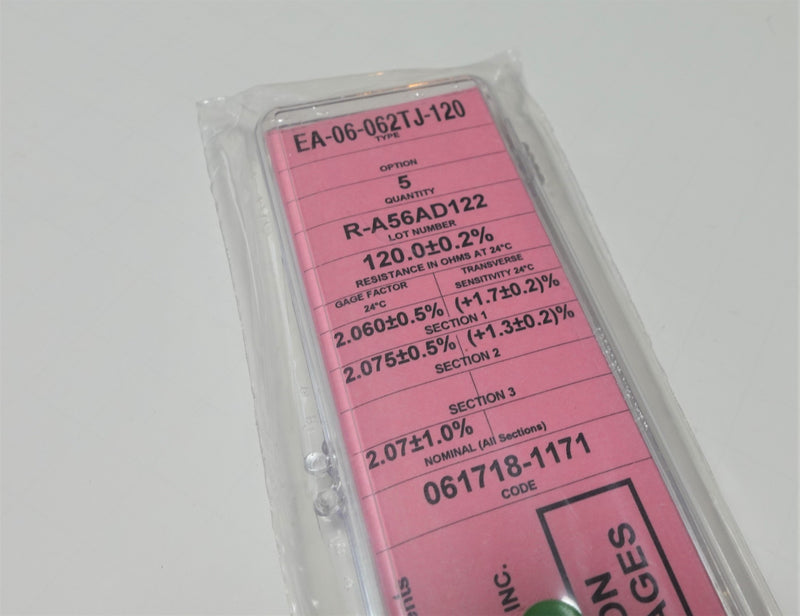 EA-06-062TJ-120
TYPE
OPTION
5
QUANTITY
R-A56AD122
LOT NUMBER
120.0±0.2%
RESISTANCE IN OHMS AT 24°C
GAGE FACTOR
24°C
TRANSVERSE
SENSITIVITY 24°C
2.060±0.5% (+1.7±0.2)%
SECTION 1
2.075±0.5% (+1.3±0.2)%
SECTION 2
SECTION 3
2.07±1.0%
NOMINAL (All Sections)
061718-1171
CODE
INC.